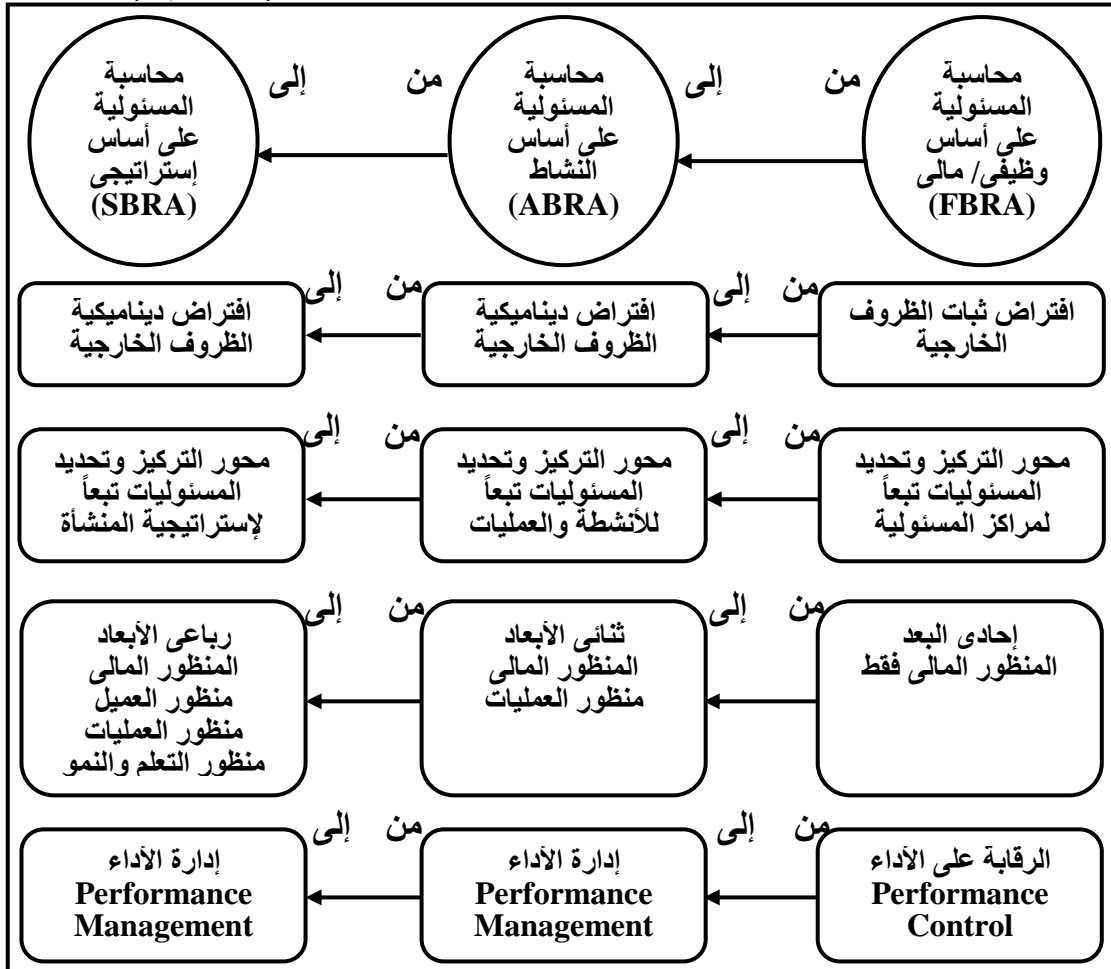 محاسبة
المسئولية
على أساس
وظيفى/ مالى
(FBRA)
من إلى
محاسبة
المسئولية
على أساس
النشاط
(ABRA)
من إلى
محاسبة
المسئولية
على أساس
إستراتيجى
(SBRA)
افتراض ثبات الظروف
الخارجية
من إلى
افتراض ديناميكية
الظروف الخارجية
من إلى
افتراض ديناميكية
الظروف الخارجية
محور التركيز وتحديد
المسئوليات تبعاً
لمراكز المسئولية
من إلى
محور التركيز وتحديد
المسئوليات تبعاً
للأنشطة والعمليات
من إلى
محور التركيز وتحديد
المسئوليات تبعاً
لإستراتيجية المنشأة
إحادى البعد
المنظور المالى فقط
من إلى
ثنائى الأبعاد
المنظور المالى
منظور العمليات
من إلى
رباعى الأبعاد
المنظور المالى
منظور العميل
منظور العمليات
منظور التعلم والنمو
الرقابة على الأداء
Performance
Control
من إلى
إدارة الأداء
Performance
Management
من إلى
إدارة الأداء
Performance
Management